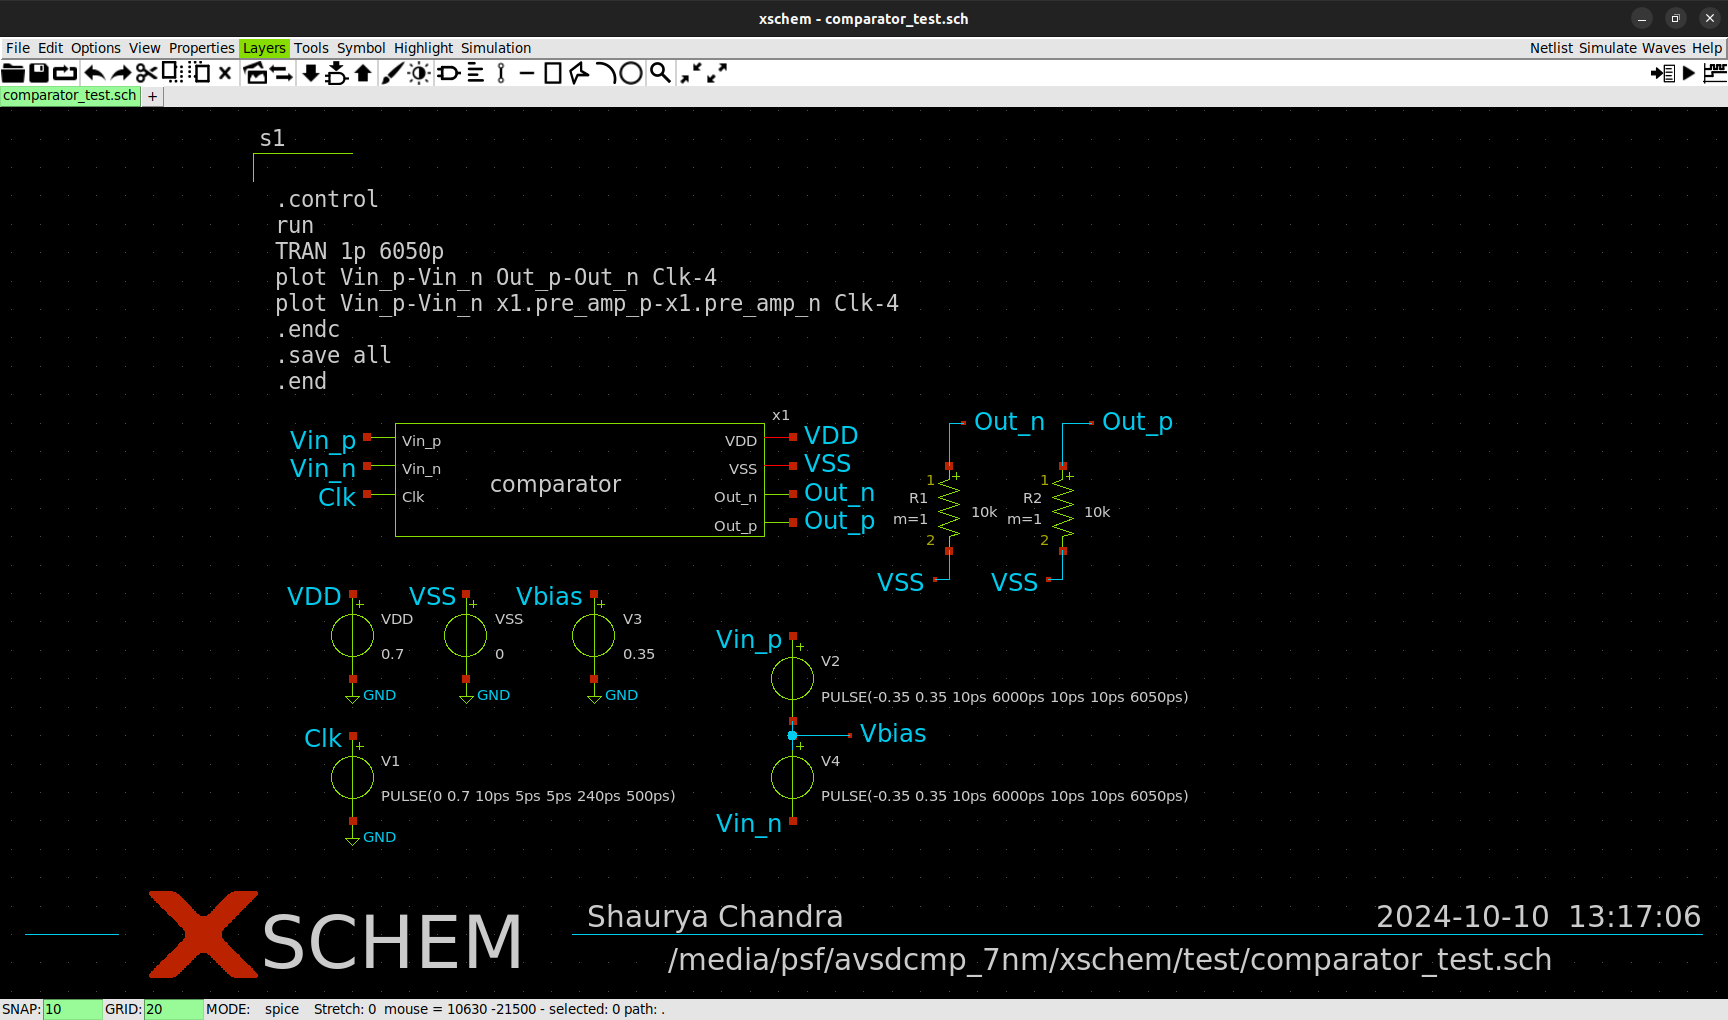 xschem - comparator_test.sch
File Edit Options View Properties Layers Tools Symbol Highlight Simulation Netlist Simulate Waves Help
comparator_test.sch +
s1
.control
run
TRAN 1p 6050p
plot Vin_p-Vin_n Out_p-Out_n Clk-4
plot Vin_p-Vin_n x1.pre_amp_p-x1.pre_amp_n Clk-4
.endc
.save all
.end
x1
Vin_p Vin_p VDD VDD
Vin_n Vin_n VSS VSS
Clk Clk comparator Out_n Out_n
Out_p Out_p
Out_n Out_p
1 + 1 +
R1 R2
m=1 10k m=1 10k
2 2
VSS VSS
VDD VSS Vbias
+ + +
VDD VSS V3
0.7 0 0.35
GND GND GND
Vin_p
+
V2
PULSE(-0.35 0.35 10ps 6000ps 10ps 10ps 6050ps)
Clk Vbias
+ +
V1 V4
PULSE(0 0.7 10ps 5ps 5ps 240ps 500ps) PULSE(-0.35 0.35 10ps 6000ps 10ps 10ps 6050ps)
GND Vin_n
XSCHEM
Shaurya Chandra 2024-10-10 13:17:06
/media/psf/avsdcmp_7nm/xschem/test/comparator_test.sch
SNAP: 10 GRID: 20 MODE: spice Stretch: 0 mouse = 10630 -21500 - selected: 0 path: .